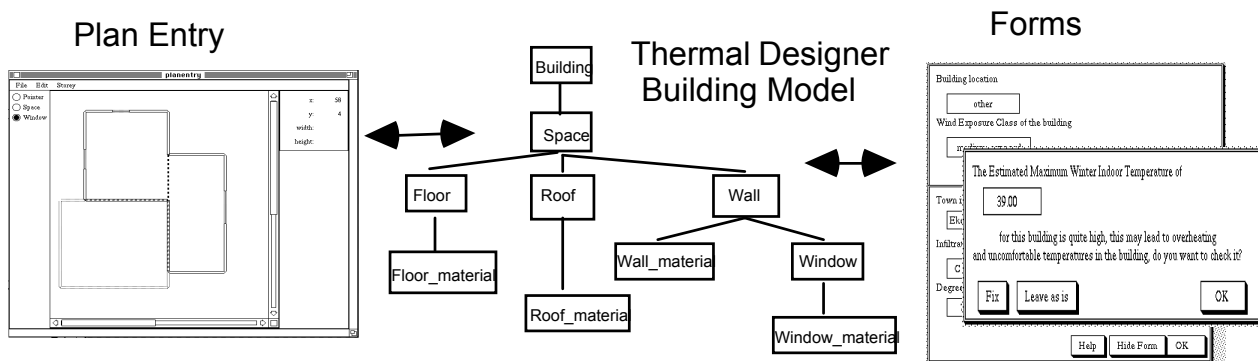 Plan Entry
Thermal Designer
Building Model
Forms
planentry
File Edit Storey
Pointer
Space
Window
x: 58
y: 4
width:
height:
Building
Space
Floor
Roof
Wall
Floor_material
Wall_material
Window
Roof_material
Window_material
Building location
other
Wind Exposure Class of the building
The Estimated Maximum Winter Indoor Temperature of
39.00
for this building is quite high, this may lead to overheating
and uncomfortable temperatures in the building, do you want to check it?
Fix Leave as is OK
Town
Degree
Help Hide Form OK